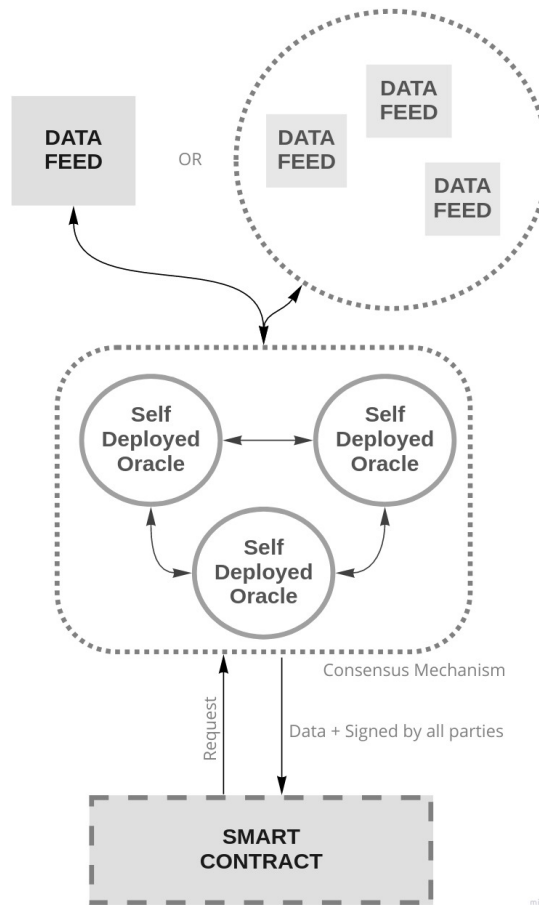 DATA
FEED
OR
DATA
FEED
DATA
FEED
DATA
FEED
Self
Deployed
Oracle
Self
Deployed
Oracle
Self
Deployed
Oracle
Consensus Mechanism
Request
Data + Signed by all parties
SMART
CONTRACT